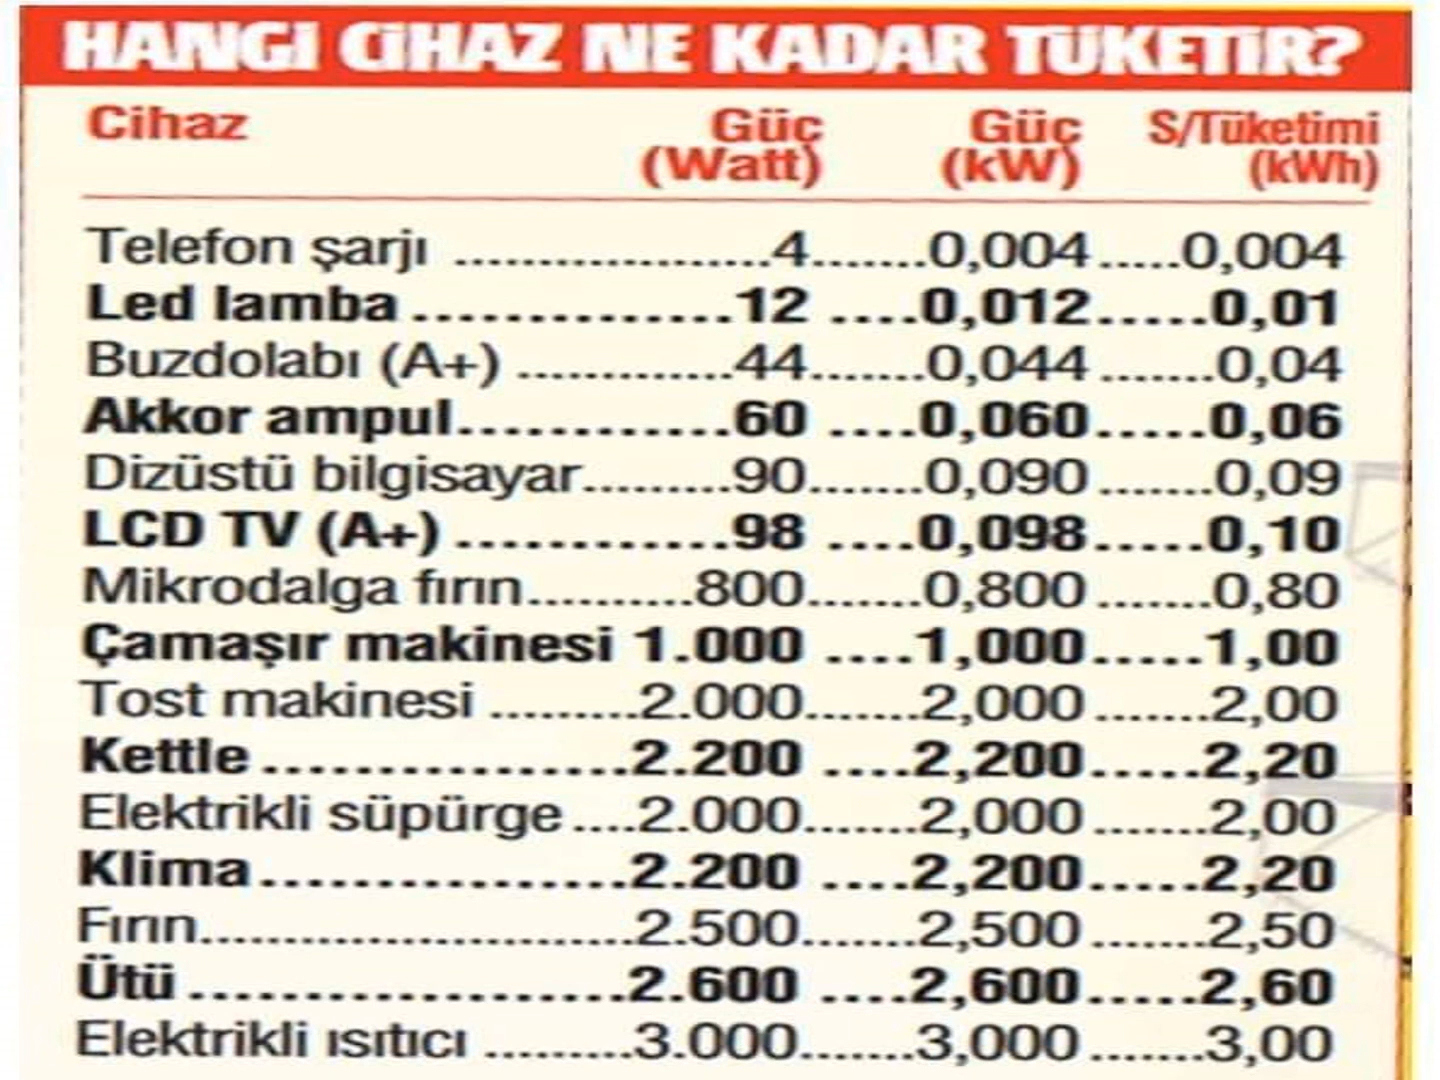 HANGİ CİHAZ NE KADAR TÜKETİR?
Cihaz Güç (Watt) Güç (kW) S/Tüketimi (kWh)
Telefon şarjı ...................4.......0,004.....0,004
Led lamba..............12 ....0,012.....0,01
Buzdolabı (A+) .............44.......0,044.......0,04
Akkor ampul............60 ....0,060.....0,06
Dizüstü bilgisayar.........90.......0,090.......0,09
LCD TV (A+) ............98 ....0,098.....0,10
Mikrodalga fırın..........800.......0,800.......0,80
Çamaşır makinesi 1.000 ....1,000.....1,00
Tost makinesi .........2.000.......2,000.......2,00
Kettle................2.200 ....2,200.....2,20
Elektrikli süpürge....2.000.......2,000.......2,00
Klima................2.200 ....2,200.....2,20
Fırın..........................2.500.......2,500.......2,50
Ütü...................2.600 ....2,600.....2,60
Elektrikli ısıtıcı .........3.000.......3,000.......3,00